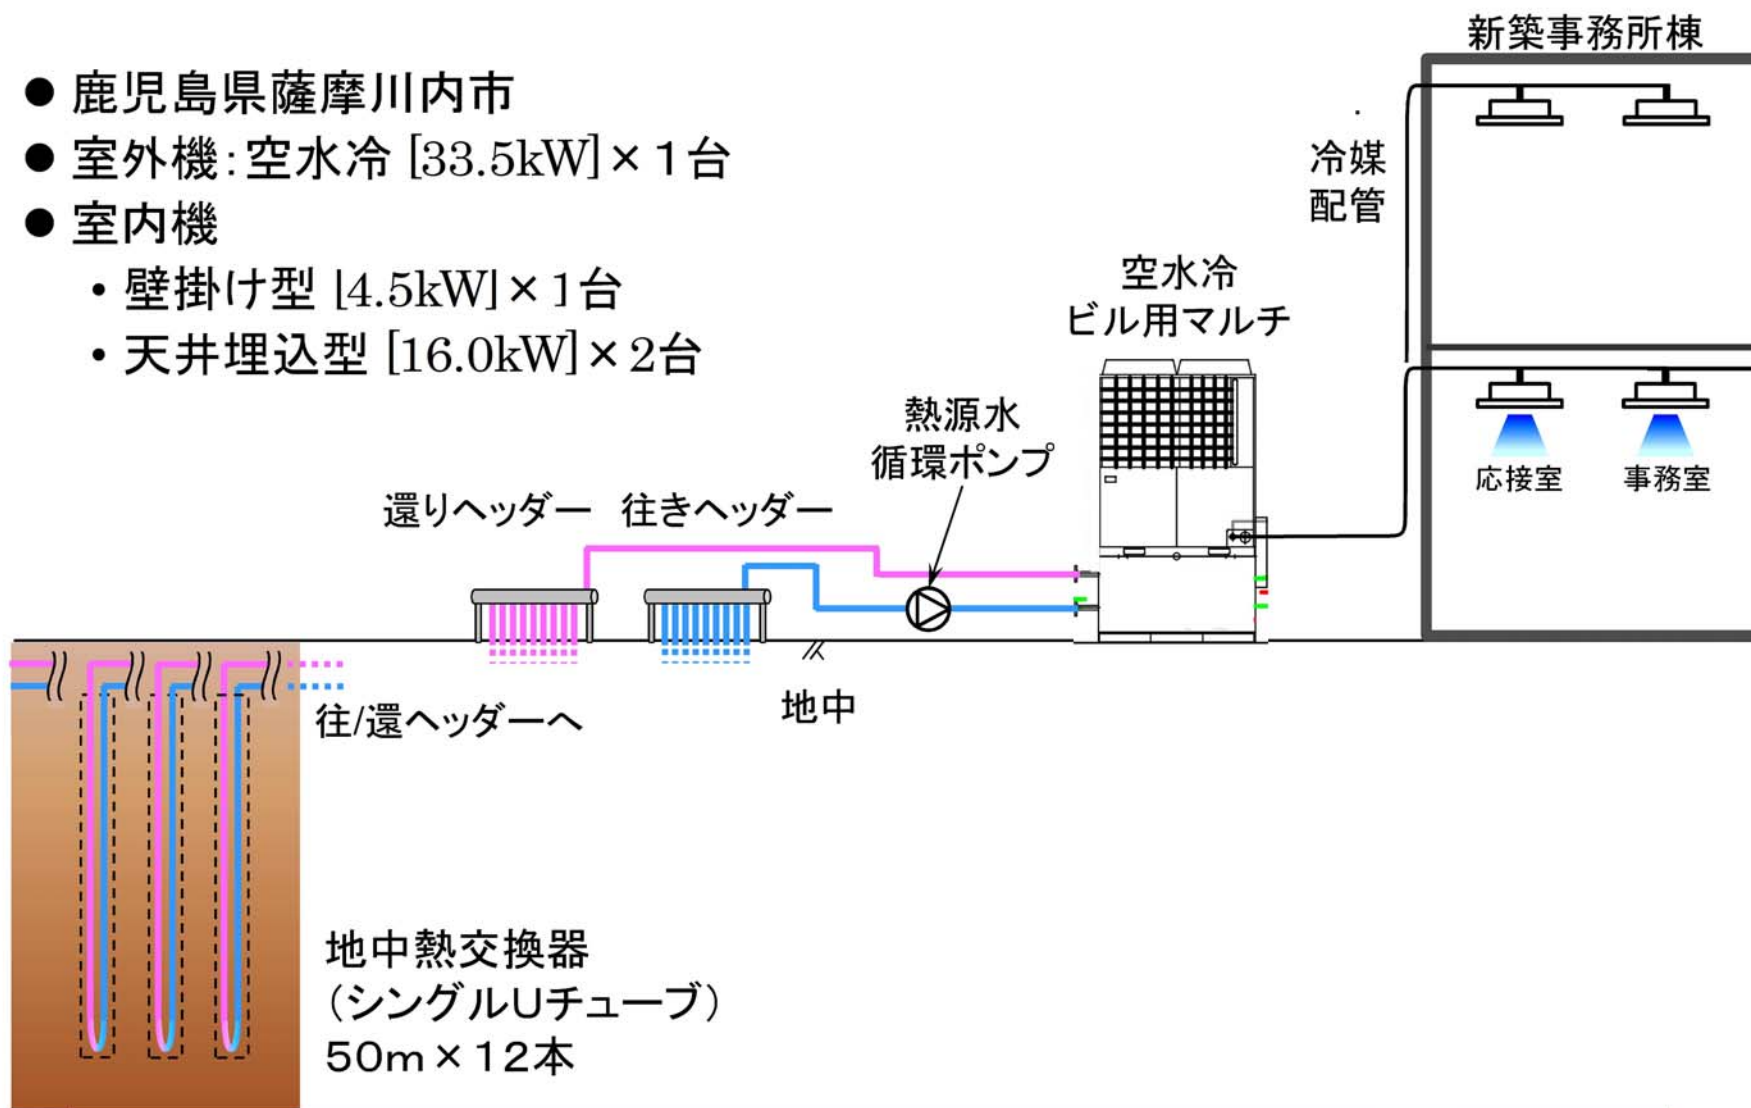 新築事務所棟
● 鹿児島県薩摩川内市
● 室外機:空水冷 [33.5kW]×1台
● 室内機
・壁掛け型 [4.5kW]×1台
・天井埋込型 [16.0kW]×2台
冷媒
配管
空水冷
ビル用マルチ
熱源水
循環ポンプ
応接室
事務室
還りヘッダー
往きヘッダー
往/還ヘッダーへ
地中
地中熱交換器
(シングルUチューブ)
50m×12本